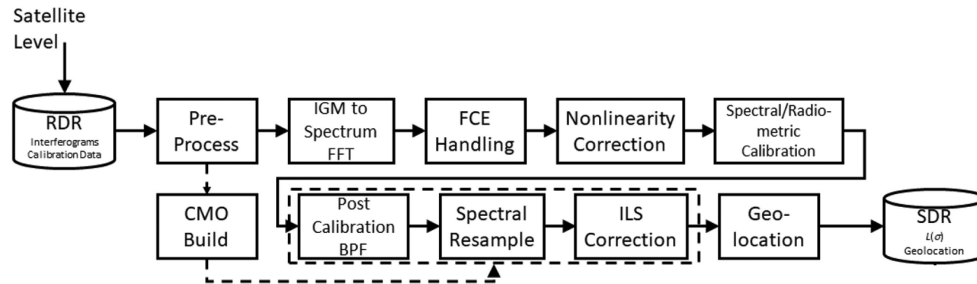 Satellite
Level
RDR
Interferograms
Calibration Data
Pre-
Process
IGM to
Spectrum
FFT
FCE
Handling
Nonlinearity
Correction
Spectral/Radio-
metric
Calibration
CMO
Build
Post
Calibration
BPF
Spectral
Resample
ILS
Correction
Geo-
location
SDR
L(σ)
Geolocation